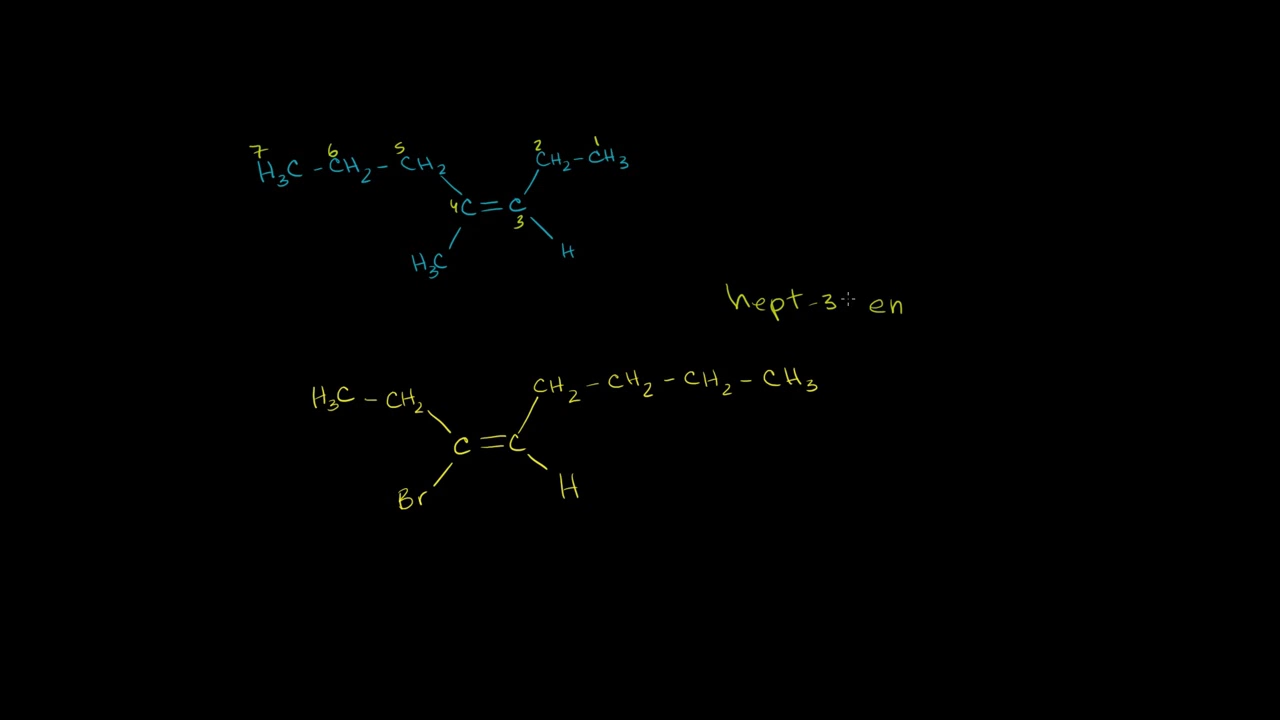 7 6 5 2 1
H₃C - CH₂ - CH₂ CH₂ - CH₃
4 C = C 3
H₃C H
hept - 3 en
H₃C - CH₂ CH₂ - CH₂ - CH₂ - CH₃
C = C
Br H